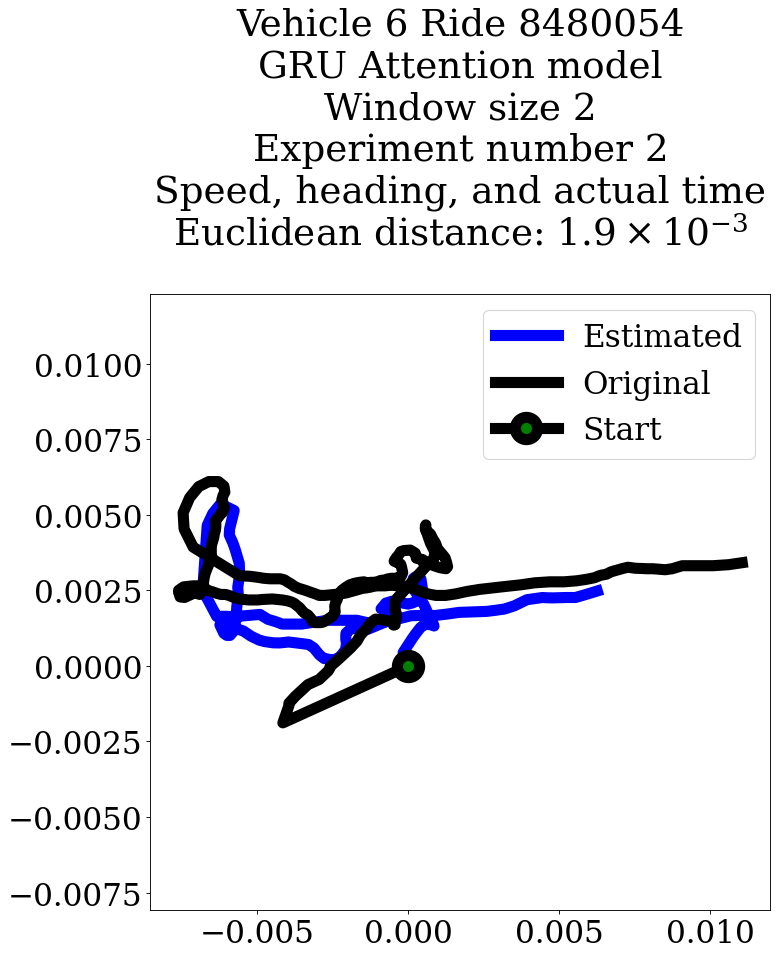 Vehicle 6 Ride 8480054
GRU Attention model
Window size 2
Experiment number 2
Speed, heading, and actual time
Euclidean distance: 1.9 × 10⁻³
Estimated
Original
Start
0.0100
0.0075
0.0050
0.0025
0.0000
−0.0025
−0.0050
−0.0075
−0.005 0.000 0.005 0.010